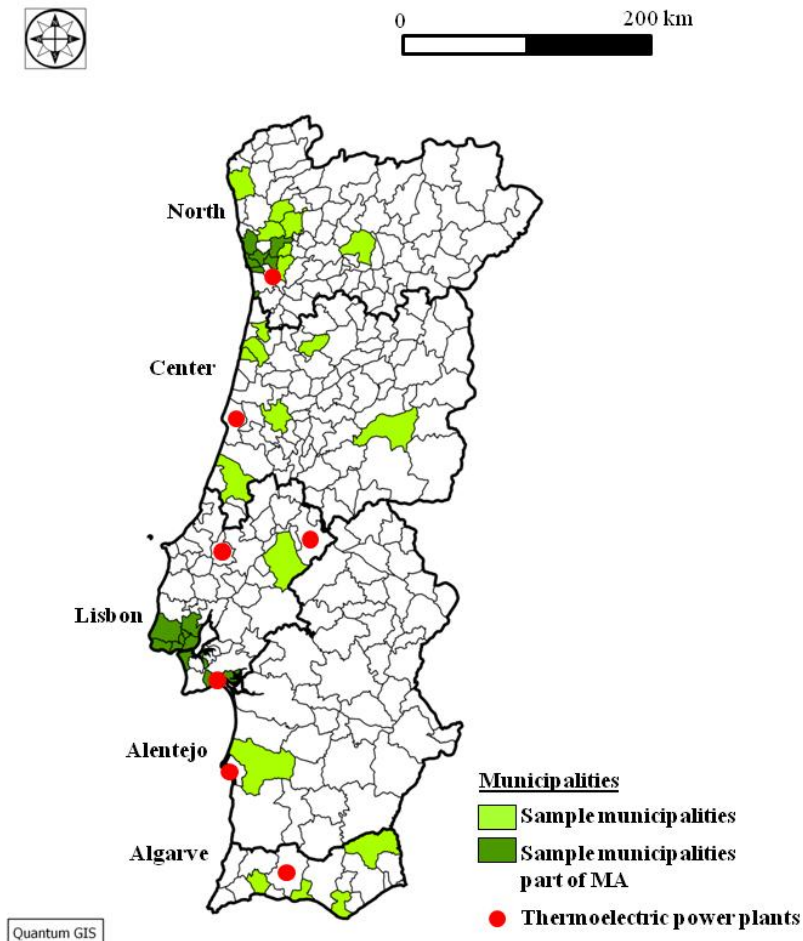 0
200 km
North
Center
Lisbon
Alentejo
Algarve
Municipalities
Sample municipalities
Sample municipalities
part of MA
Thermoelectric power plants
Quantum GIS